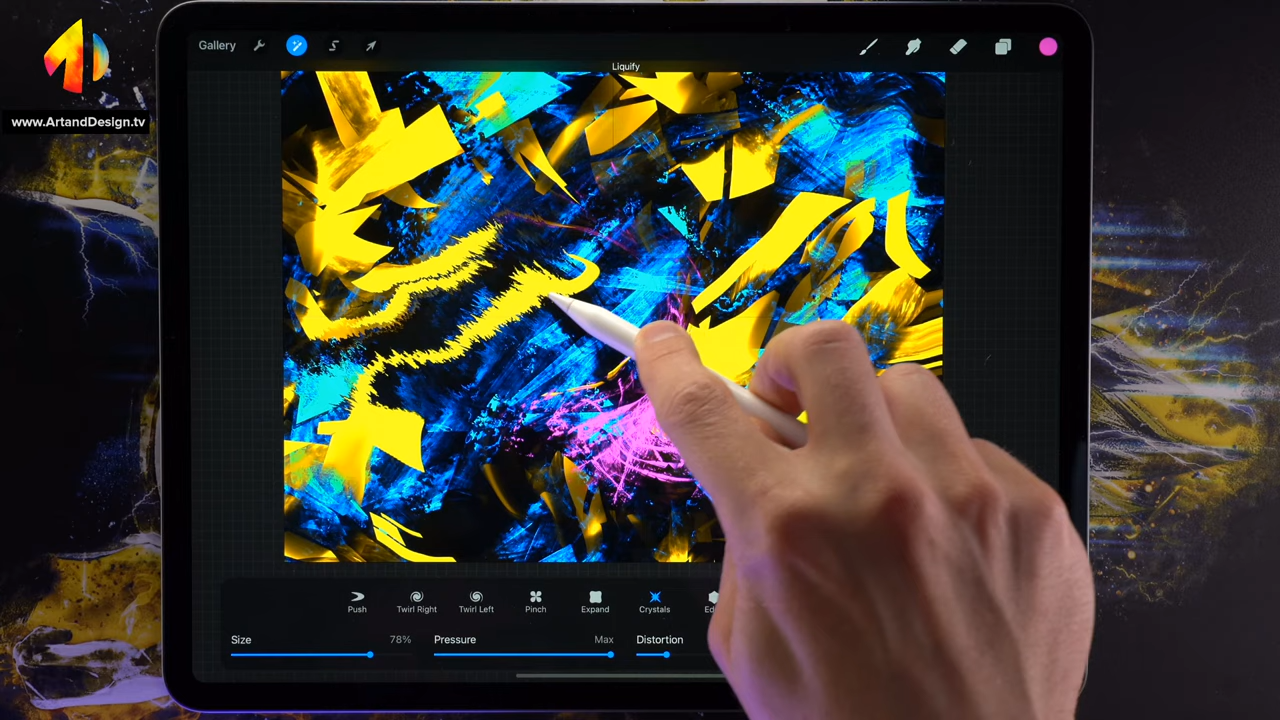 www.ArtandDesign.tv
Gallery
Liquify
Push
Twirl Right
Twirl Left
Pinch
Expand
Crystals
Size
78%
Pressure
Max
Distortion